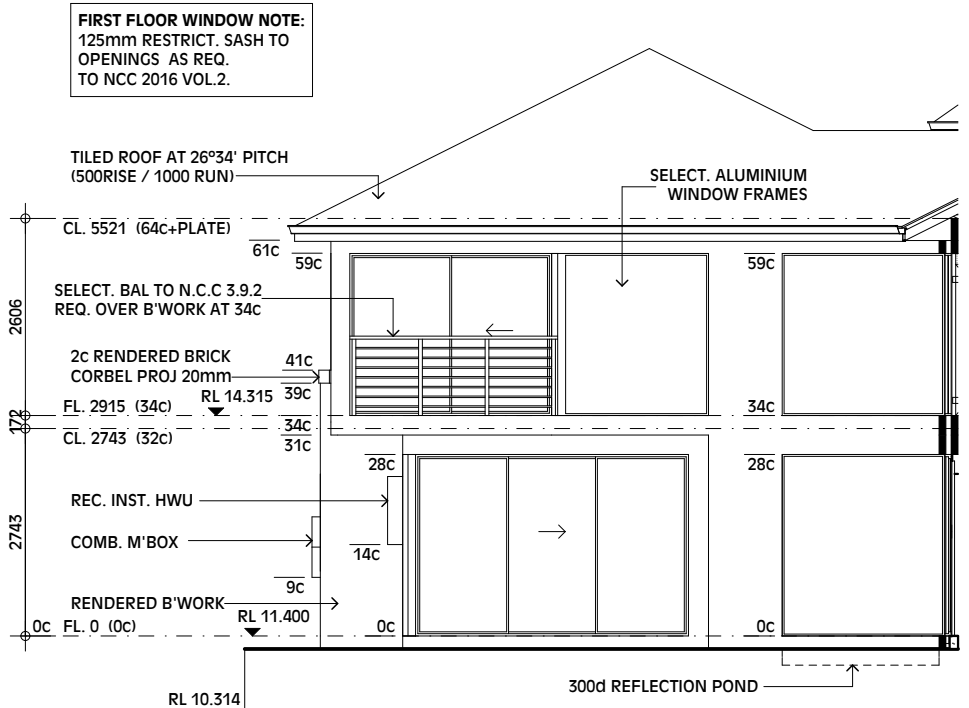 FIRST FLOOR WINDOW NOTE:
125mm RESTRICT. SASH TO
OPENINGS AS REQ.
TO NCC 2016 VOL.2.
TILED ROOF AT 26°34' PITCH
(500RISE / 1000 RUN)
SELECT. ALUMINIUM
WINDOW FRAMES
CL. 5521 (64c+PLATE)
61c
59c
59c
SELECT. BAL TO N.C.C 3.9.2
REQ. OVER B'WORK AT 34c
2606
2c RENDERED BRICK
CORBEL PROJ 20mm
41c
39c
RL 14.315
FL. 2915 (34c)
34c
172
34c
CL. 2743 (32c)
31c
28c
28c
REC. INST. HWU
2743
COMB. M'BOX
14c
9c
RENDERED B'WORK
RL 11.400
0c FL. 0 (0c)
0c
0c
300d REFLECTION POND
RL 10.314